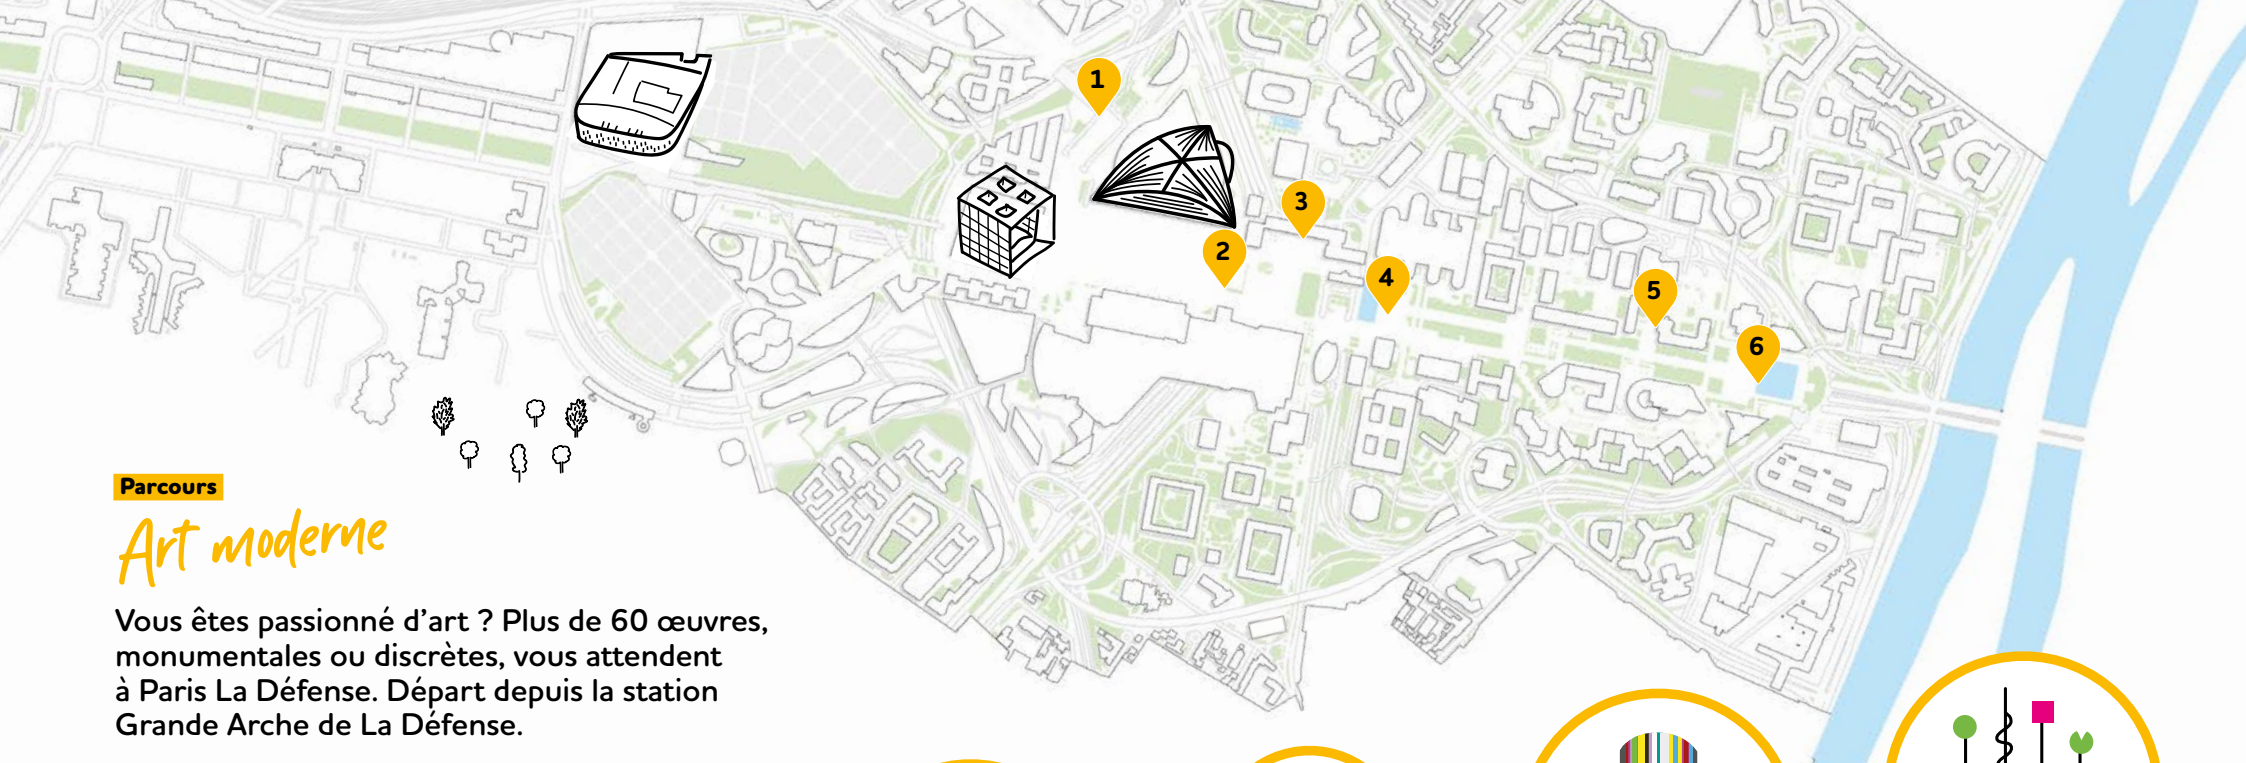 1
3
2
4
5
6
Parcours
Art moderne
Vous êtes passionné d’art ? Plus de 60 œuvres,
monumentales ou discrètes, vous attendent
à Paris La Défense. Départ depuis la station
Grande Arche de La Défense.